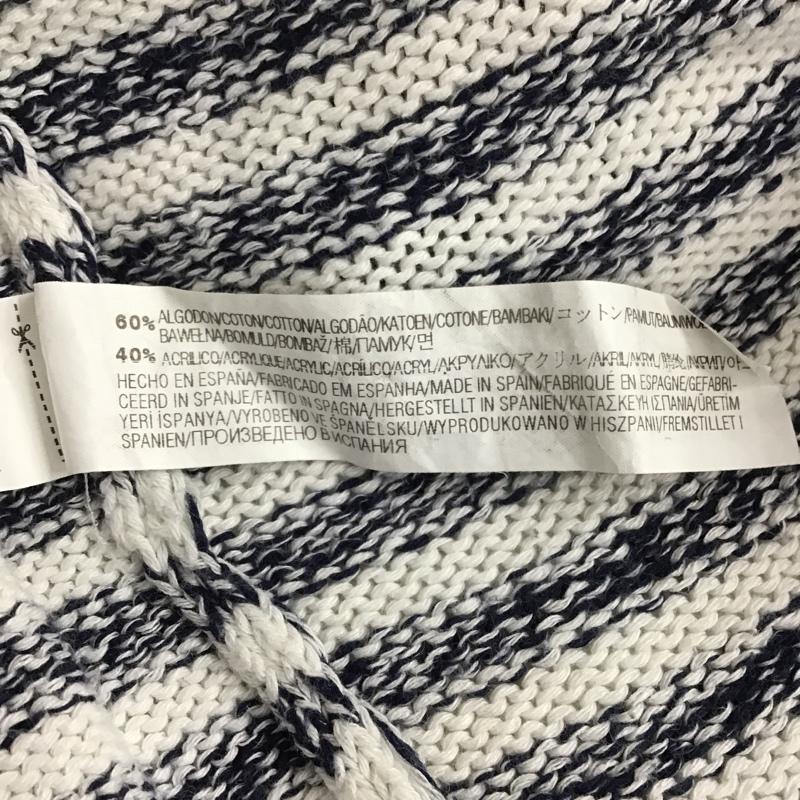 60% ALGODON/COTON/COTTON/ALGODÃO/KATOEN/COTONE/BAMBAKI/コットン/PAMUT/BAUMWOL
BAWEŁNA/BOMULD/BOMBAŽ/棉/ПАМУК/면
40% ACRILICO/ACRYLIQUE/ACRYLIC/ACRÍLICO/ACRYL/ΑΚΡΥΛΙΚΟ/アクリル/AKRIL/AKRYL
HECHO EN ESPAÑA/FABRICADO EM ESPANHA/MADE IN SPAIN/FABRIQUÉ EN ESPAGNE/GEFABRI-
CEERD IN SPANJE/FATTO IN SPAGNA/HERGESTELLT IN SPANIEN/ΚΑΤΑΣΚΕΥΗ ΙΣΠΑΝΙΑ/ÜRETİM
YERİ İSPANYA/VYROBENO VE ŠPANĚLSKU/WYPRODUKOWANO W HISZPANII/FREMSTILLET I
SPANIEN/ПРОИЗВЕДЕНО В ИСПАНИЯ